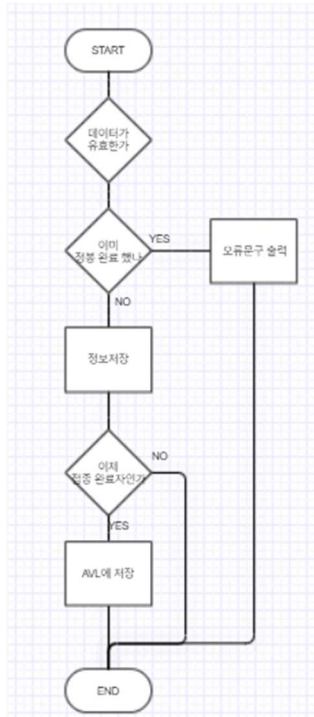 START
데이터가
유효한가
이미
YES
오류문구 출력
완료 했나
NO
정보저장
이제
NO
접종 완료자인가
YES
AVL에 저장
END